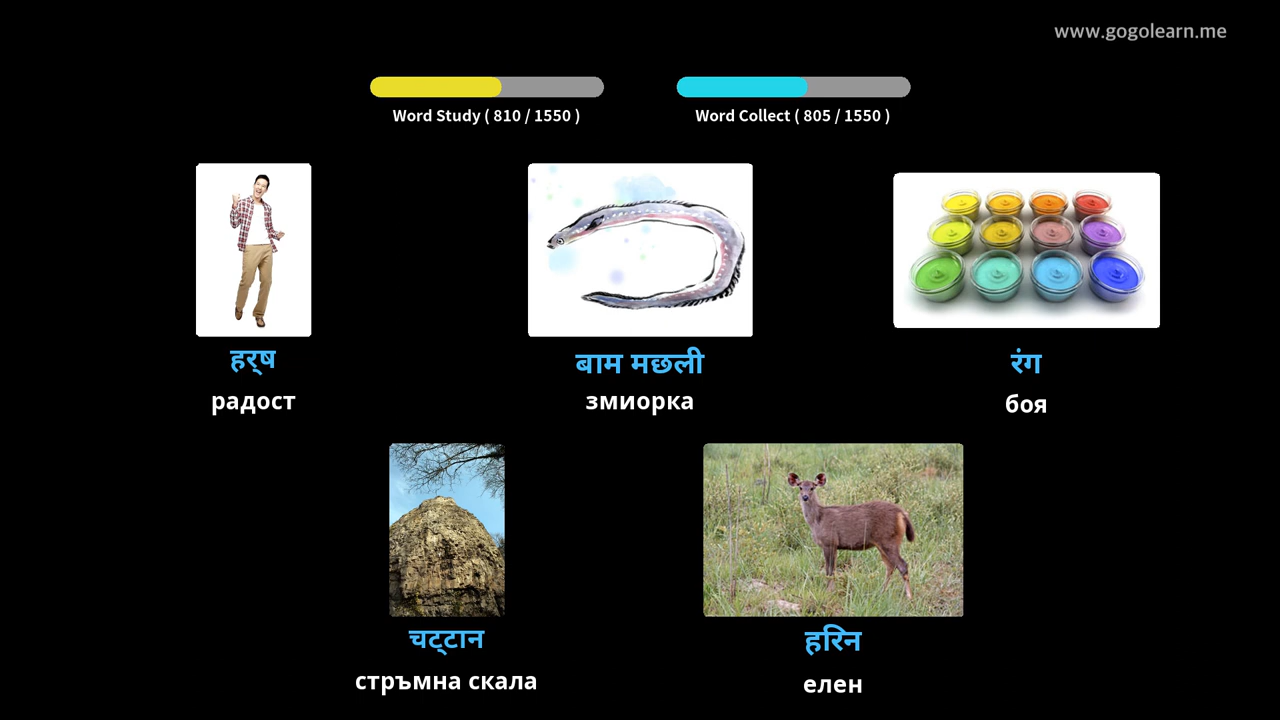 www.gogolearn.me
Word Study ( 810 / 1550 )
Word Collect ( 805 / 1550 )
हर्ष
радост
बाम मछली
змиорка
रंग
боя
चट्टान
стръмна скала
हरिन
елен